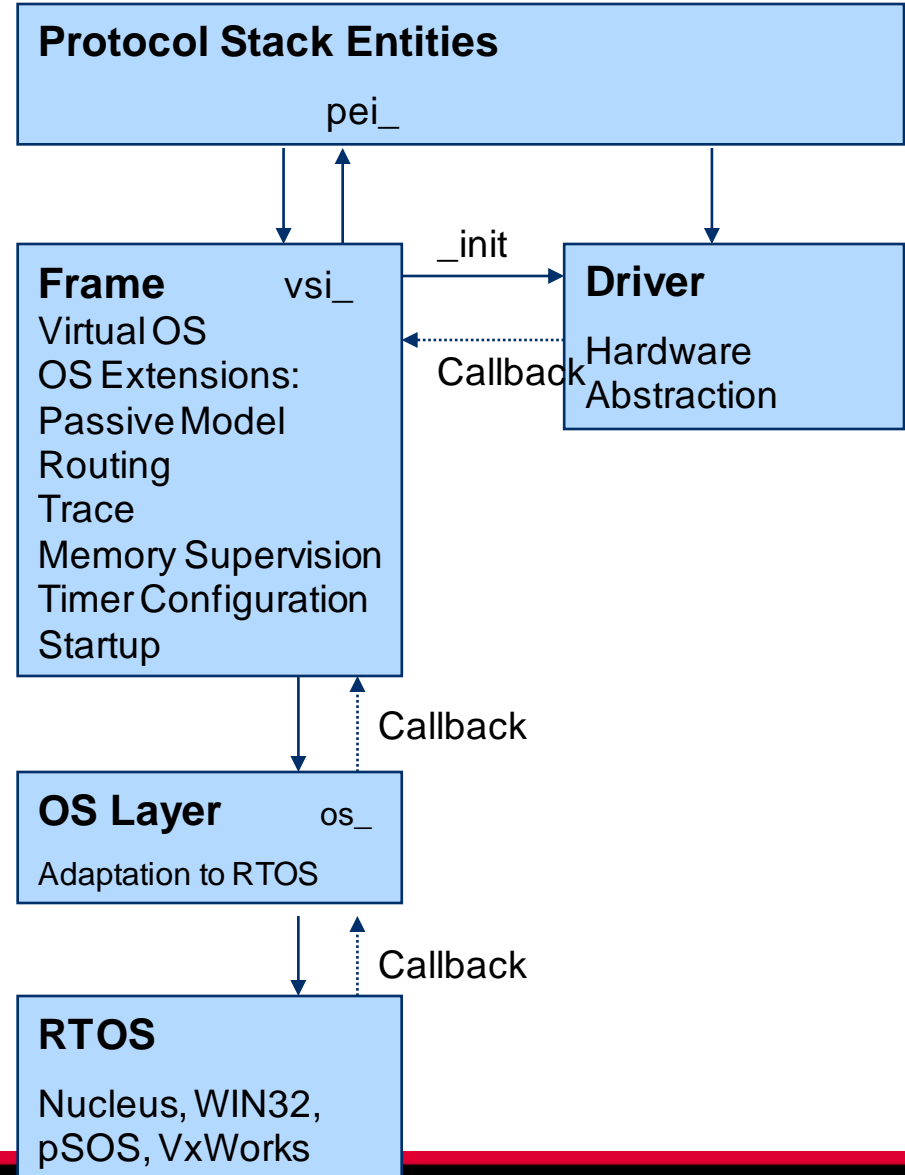 Protocol Stack Entities
pei_
_init
Frame vsi_
Virtual OS
OS Extensions:
Passive Model
Routing
Trace
Memory Supervision
Timer Configuration
Startup
Driver
Hardware
Abstraction
Callback
Callback
OS Layer os_
Adaptation to RTOS
Callback
RTOS
Nucleus, WIN32,
pSOS, VxWorks